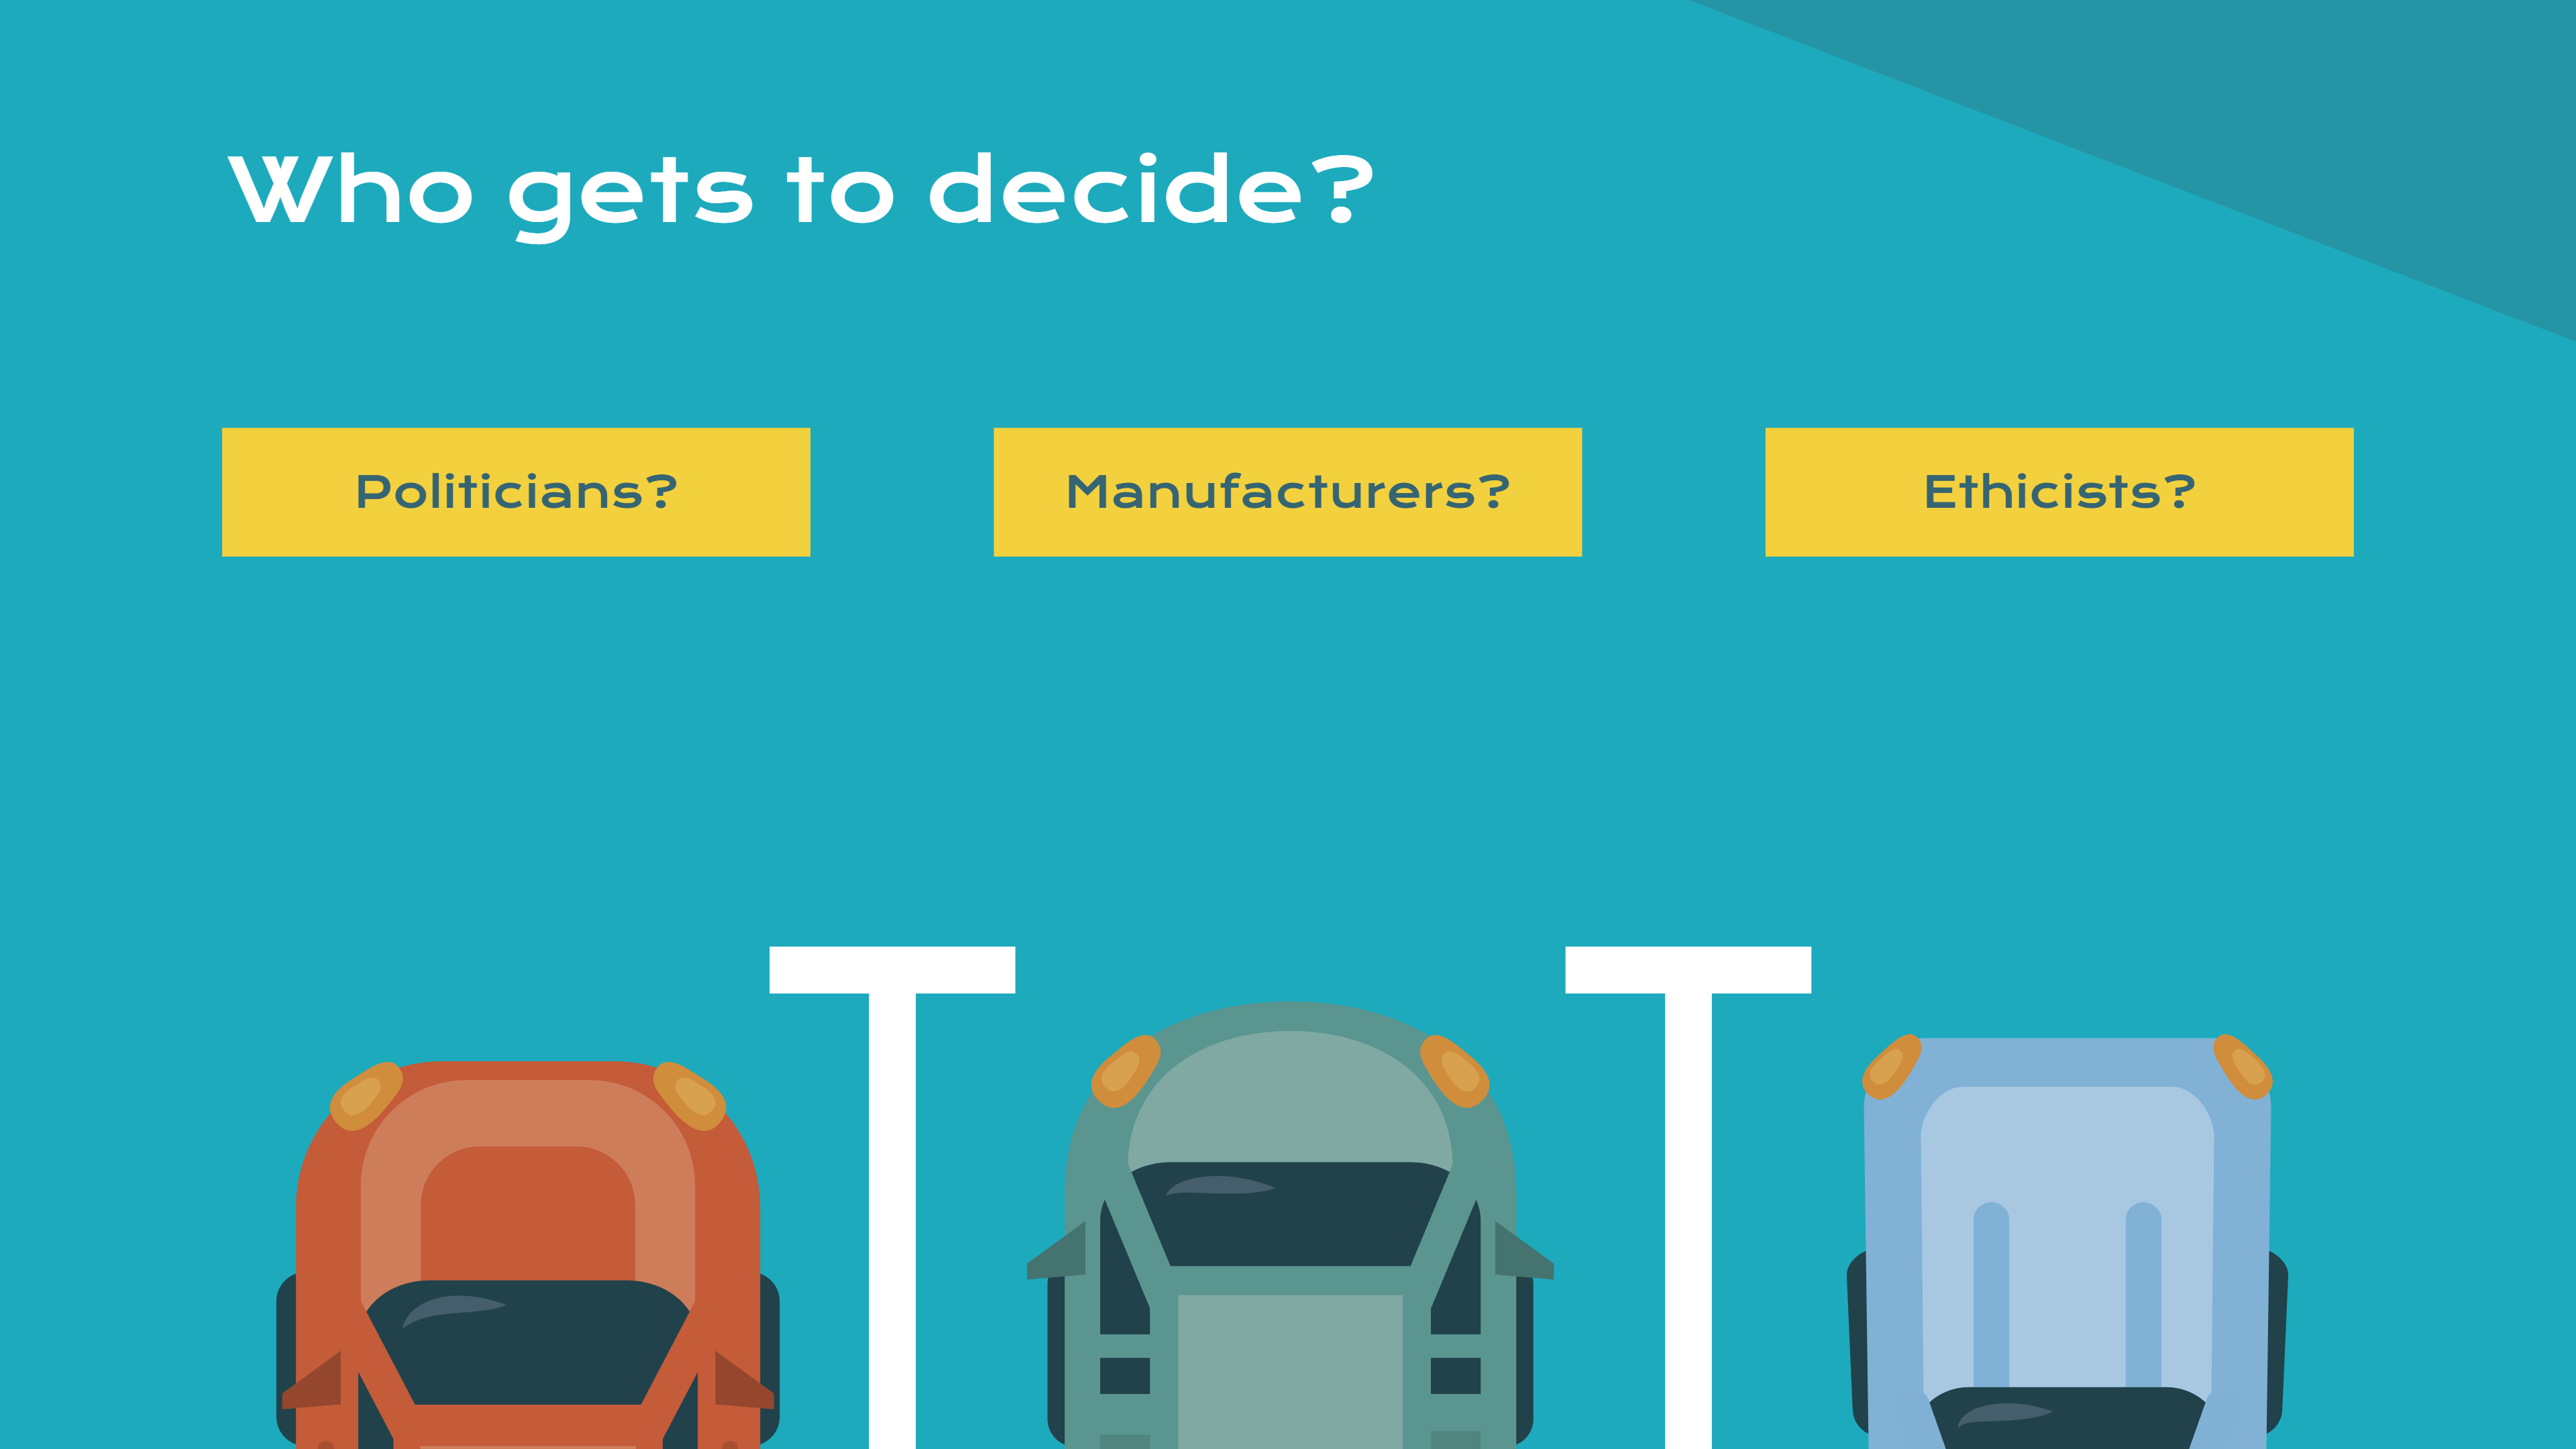 Who gets to decide?
Politicians?
Manufacturers?
Ethicists?